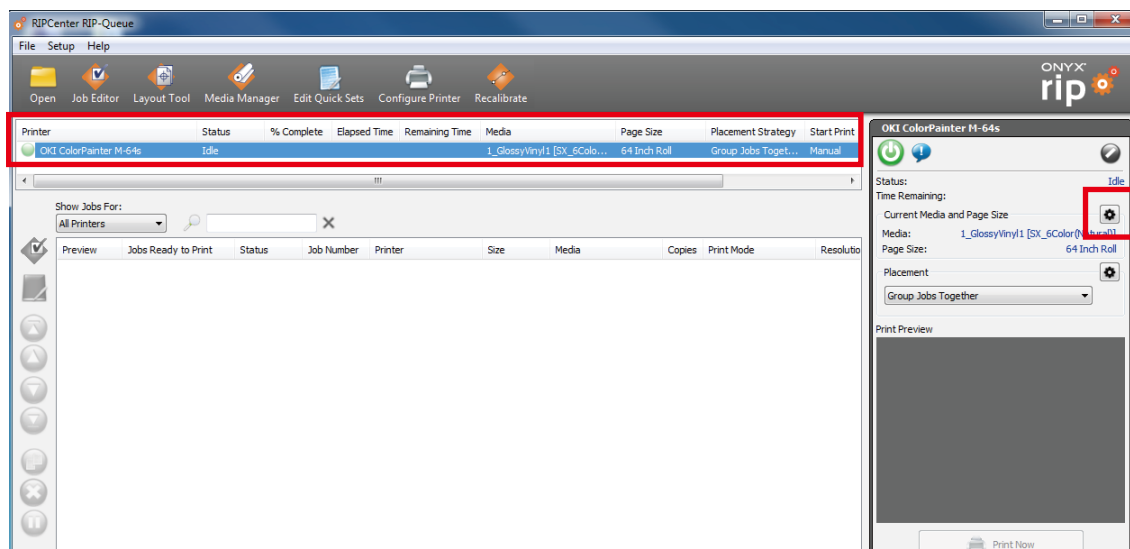 RIPCenter RIP-Queue
File Setup Help
Open Job Editor Layout Tool Media Manager Edit Quick Sets Configure Printer Recalibrate
ONYX
rip
Printer Status % Complete Elapsed Time Remaining Time Media Page Size Placement Strategy Start Print
OKI ColorPainter M-64s Idle 1_GlossyVinyl1 [SX_6Colo... 64 Inch Roll Group Jobs Toget... Manual
Show Jobs For:
All Printers
Preview Jobs Ready to Print Status Job Number Printer Size Media Copies Print Mode Resolutio
OKI ColorPainter M-64s
Status: Idle
Time Remaining:
Current Media and Page Size
Media: 1_GlossyVinyl1 [SX_6Color(Natural)]
Page Size: 64 Inch Roll
Placement
Group Jobs Together
Print Preview
Print Now